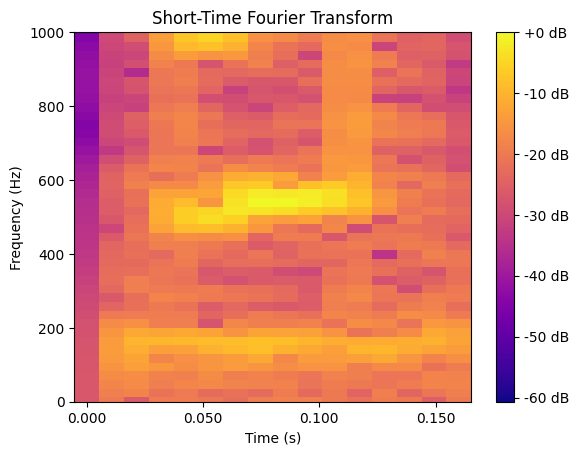 Short-Time Fourier Transform
Frequency (Hz)
1000
800
600
400
200
0
0.000
0.050
0.100
0.150
Time (s)
+0 dB
-10 dB
-20 dB
-30 dB
-40 dB
-50 dB
-60 dB